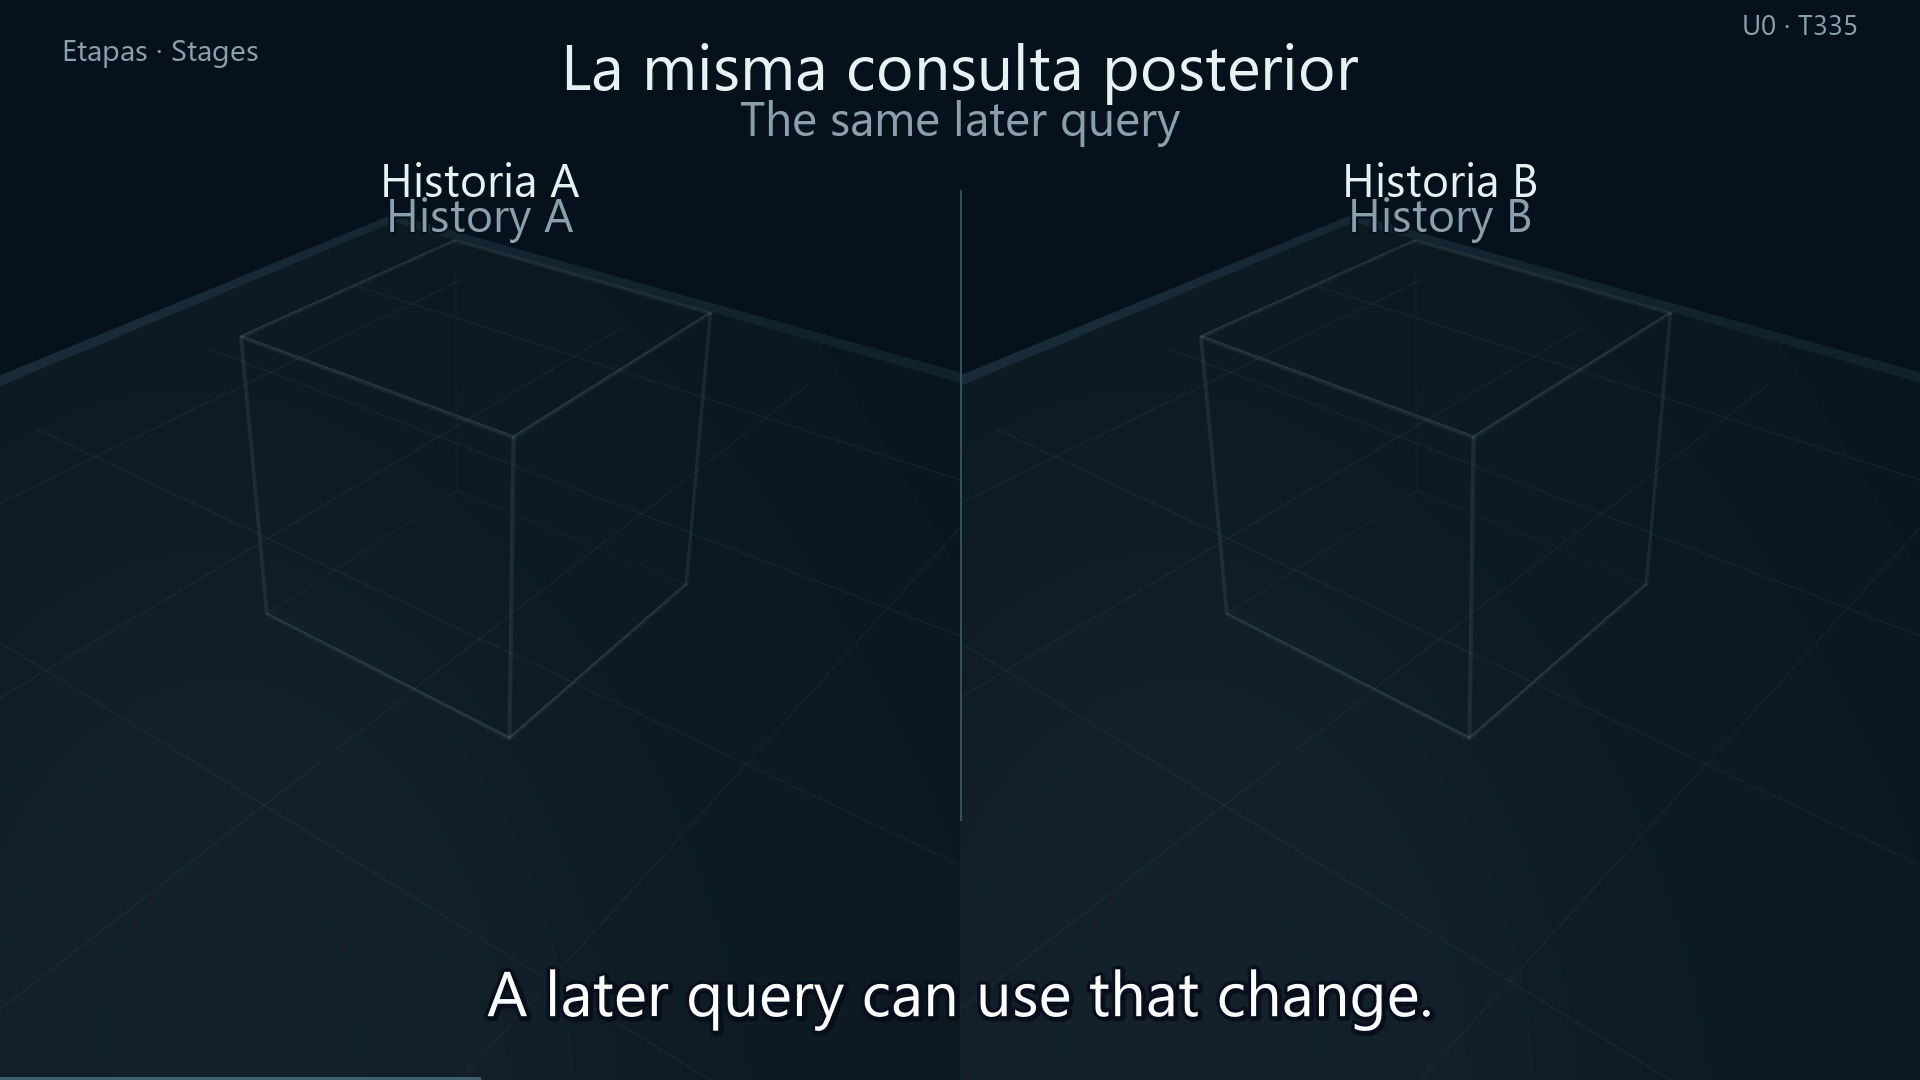 Etapas · Stages
U0 · T335
La misma consulta posterior
The same later query
Historia A
History A
Historia B
History B
A later query can use that change.